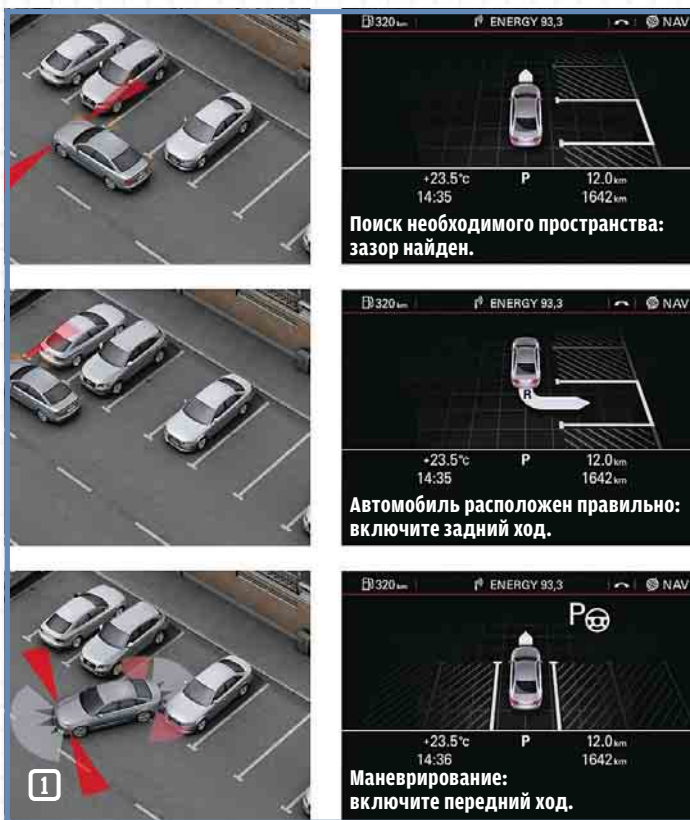 320 km ENERGY 93,3 NAV
+23.5°c P 12.0 km
14:35 1642 km
Поиск необходимого пространства:
зазор найден.
320 km ENERGY 93,3 NAV
R
+23.5°c P 12.0 km
14:35 1642 km
Автомобиль расположен правильно:
включите задний ход.
320 km ENERGY 93,3 NAV
P
+23.5°c P 12.0 km
14:36 1642 km
Маневрирование:
включите передний ход.
1